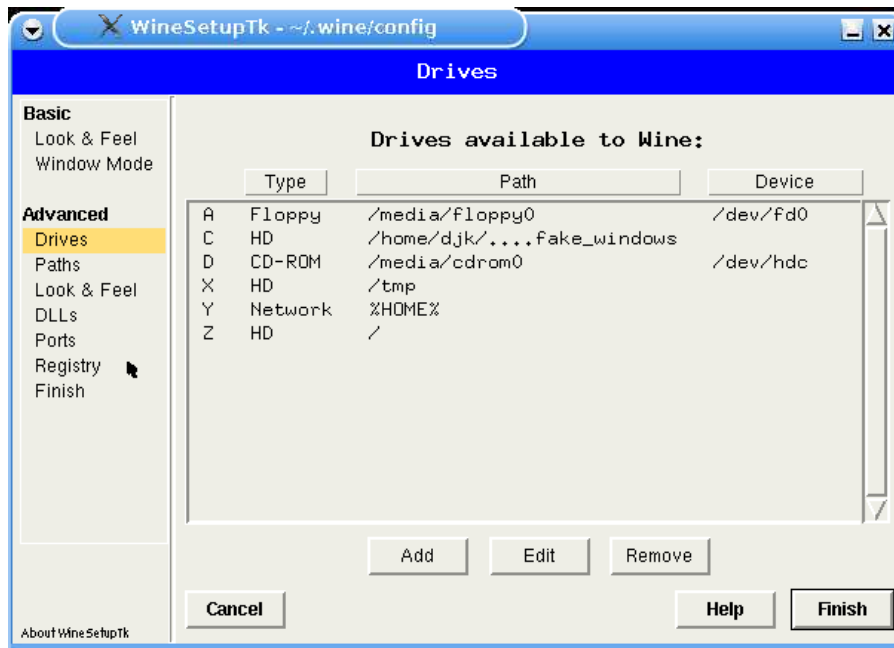 WineSetupTk - ~/.wine/config
Drives
Basic
Look & Feel
Window Mode
Advanced
Drives
Paths
Look & Feel
DLLs
Ports
Registry
Finish
About WineSetupTk
Drives available to Wine:
Type Path Device
A Floppy /media/floppy0 /dev/fd0
C HD /home/djk/....fake_windows
D CD-ROM /media/cdrom0 /dev/hdc
X HD /tmp
Y Network %HOME%
Z HD /
Add Edit Remove
Cancel Help Finish